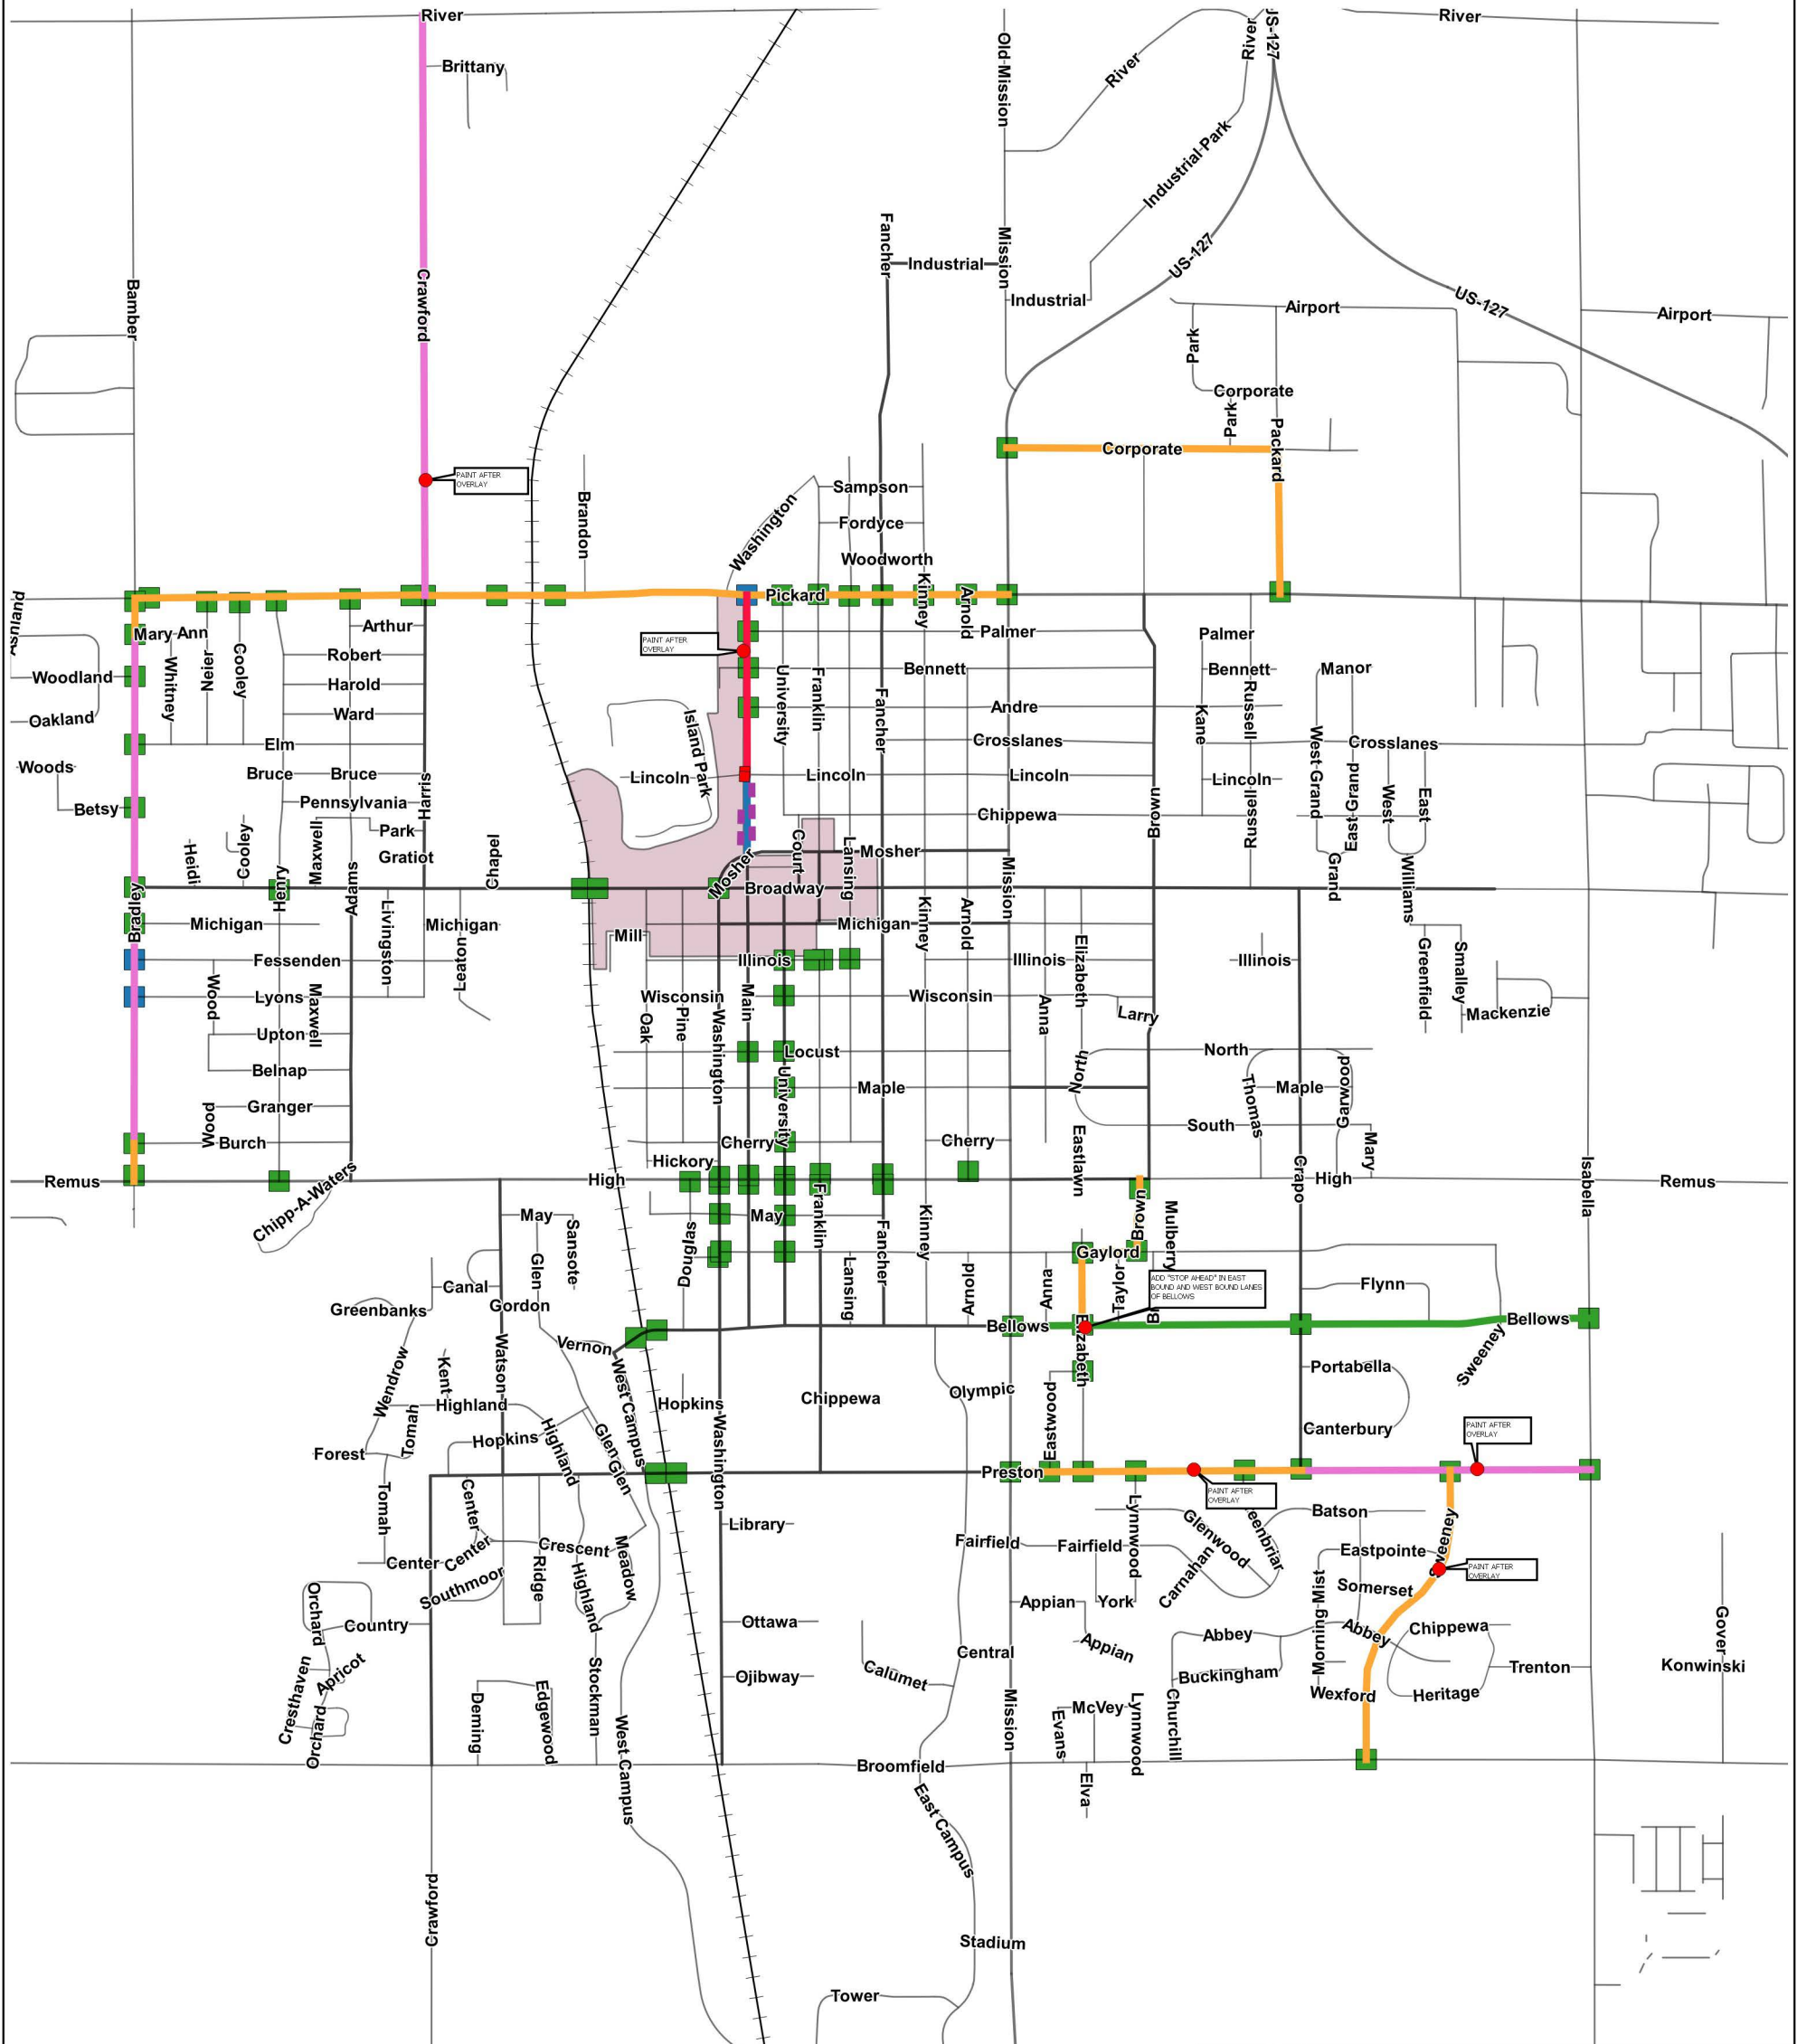 River
River
US-127
River
Old Mission
River
Brittany
Industrial Park
Fancher
Industrial
Mission
US-127
Industrial
Bamber
Crawford
US-127
Airport
Airport
Park
Corporate
Park
Packard
Corporate
PAINT AFTER
OVERLAY
Sampson
Brandon
Washington
Fordyce
Woodworth
Kinney
Arnold
Pickard
Ashland
Mary Ann
Arthur
PAINT AFTER
OVERLAY
Palmer
Palmer
Robert
Woodland
Whitney
Neier
Cooley
Harold
University
Franklin
Fancher
Bennett
Bennett
Manor
Oakland
Ward
Island Park
Andre
Kane
Russell
Elm
Crosslanes
West Grand
Crosslanes
Woods
Bruce
Bruce
Harris
Lincoln
Lincoln
Lincoln
Lincoln
East Grand
West
East
Betsy
Pennsylvania
Chippewa
Brown
Russell
Heidi
Cooley
Maxwell
Park
Gratiot
Chapel
Court
Lansing
Mosher
Mosher
Grand
Williams
Bradley
Henry
Adams
Broadway
Mission
Michigan
Livingston
Michigan
Mill
Michigan
Kinney
Arnold
Elizabeth
Greenfield
Smalley
Fessenden
Leaton
Illinois
Illinois
Illinois
Wood
Lyons
Maxwell
Wisconsin
Main
Wisconsin
Anna
Larry
Mackenzie
Upton
Oak
Pine
Washington
Locust
North
North
Belnap
University
Maple
Thomas
Maple
Garwood
Wood
Granger
South
Burch
Cherry
Cherry
Eastlawn
Mary
Hickory
Remus
Chipp-A-Waters
High
Crapo
High
Isabella
Remus
May
Sansote
Douglas
May
Franklin
Fancher
Kinney
Brown
Mulberry
Glen
Gaylord
Canal
Lansing
Arnold
Anna
Taylor
ADD "STOP AHEAD" IN EAST
BOUND AND WEST BOUND LANES
OF BELLOWS
Flynn
Greenbanks
Gordon
Bellows
Elizabeth
Bellows
Vernon
Watson
West Campus
Sweeney
Wendrow
Kent
Portabella
Highland
Hopkins
Chippewa
Olympic
Eastwood
Tomah
Canterbury
PAINT AFTER
OVERLAY
Forest
Hopkins
Highland
Glen
Glen
Washington
Preston
PAINT AFTER
OVERLAY
Tomah
Center
Library
Lynnwood
Glenwood
Batson
Sweeney
Center
Center
Crescent
Meadow
Fairfield
Fairfield
Carnahan
Eastpointe
PAINT AFTER
OVERLAY
Southmoor
Ridge
Highland
Somerset
Orchard
Country
Ottawa
Appian
York
Abbey
Misty Morning
Abbey
Chippewa
Gover
Appian
Cresthaven
Apricot
Stockman
Ojibway
Calumet
Central
Buckingham
Trenton
Konwinski
Orchard
Deming
Edgewood
West Campus
Mission
Evans
McVey
Lynnwood
Churchill
Wexford
Heritage
Broomfield
Elva
East Campus
Crawford
Stadium
Tower